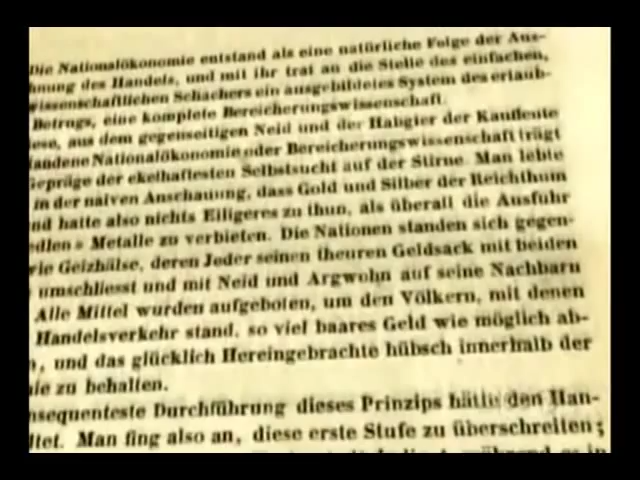 Die Nationalökonomie entstand als eine natürliche Folge der Aus-
hnung des Handels, und mit ihr trat an die Stelle des einfachen,
wissenschaftlichen Schachers ein ausgebildetes System des erlaub-
Betrugs, eine komplete Bereicherungswissenschaft.
iese, aus dem gegenseitigen Neid und der Habgier der Kaufleute
tandene Nationalökonomie oder Bereicherungswissenschaft trägt
Gepräge der ekelhaftesten Selbstsucht auf der Stirne. Man lebte
in der naiven Anschauung, dass Gold und Silber der Reichthum
nd hatte also nichts Eiligeres zu thun, als überall die Ausfuhr
edlen Metalle zu verbieten. Die Nationen standen sich gegen-
wie Geizhälse, deren Jeder seinen theuren Geldsack mit beiden
umschliesst und mit Neid und Argwohn auf seine Nachbarn
Alle Mittel wurden aufgeboten, um den Völkern, mit denen
Handelsverkehr stand, so viel baares Geld wie möglich ab-
, und das glücklich Hereingebrachte hübsch innerhalb der
nie zu behalten.
nsequenteste Durchführung dieses Prinzips hätte den Han-
dtet. Man fing also an, diese erste Stufe zu überschreiten;